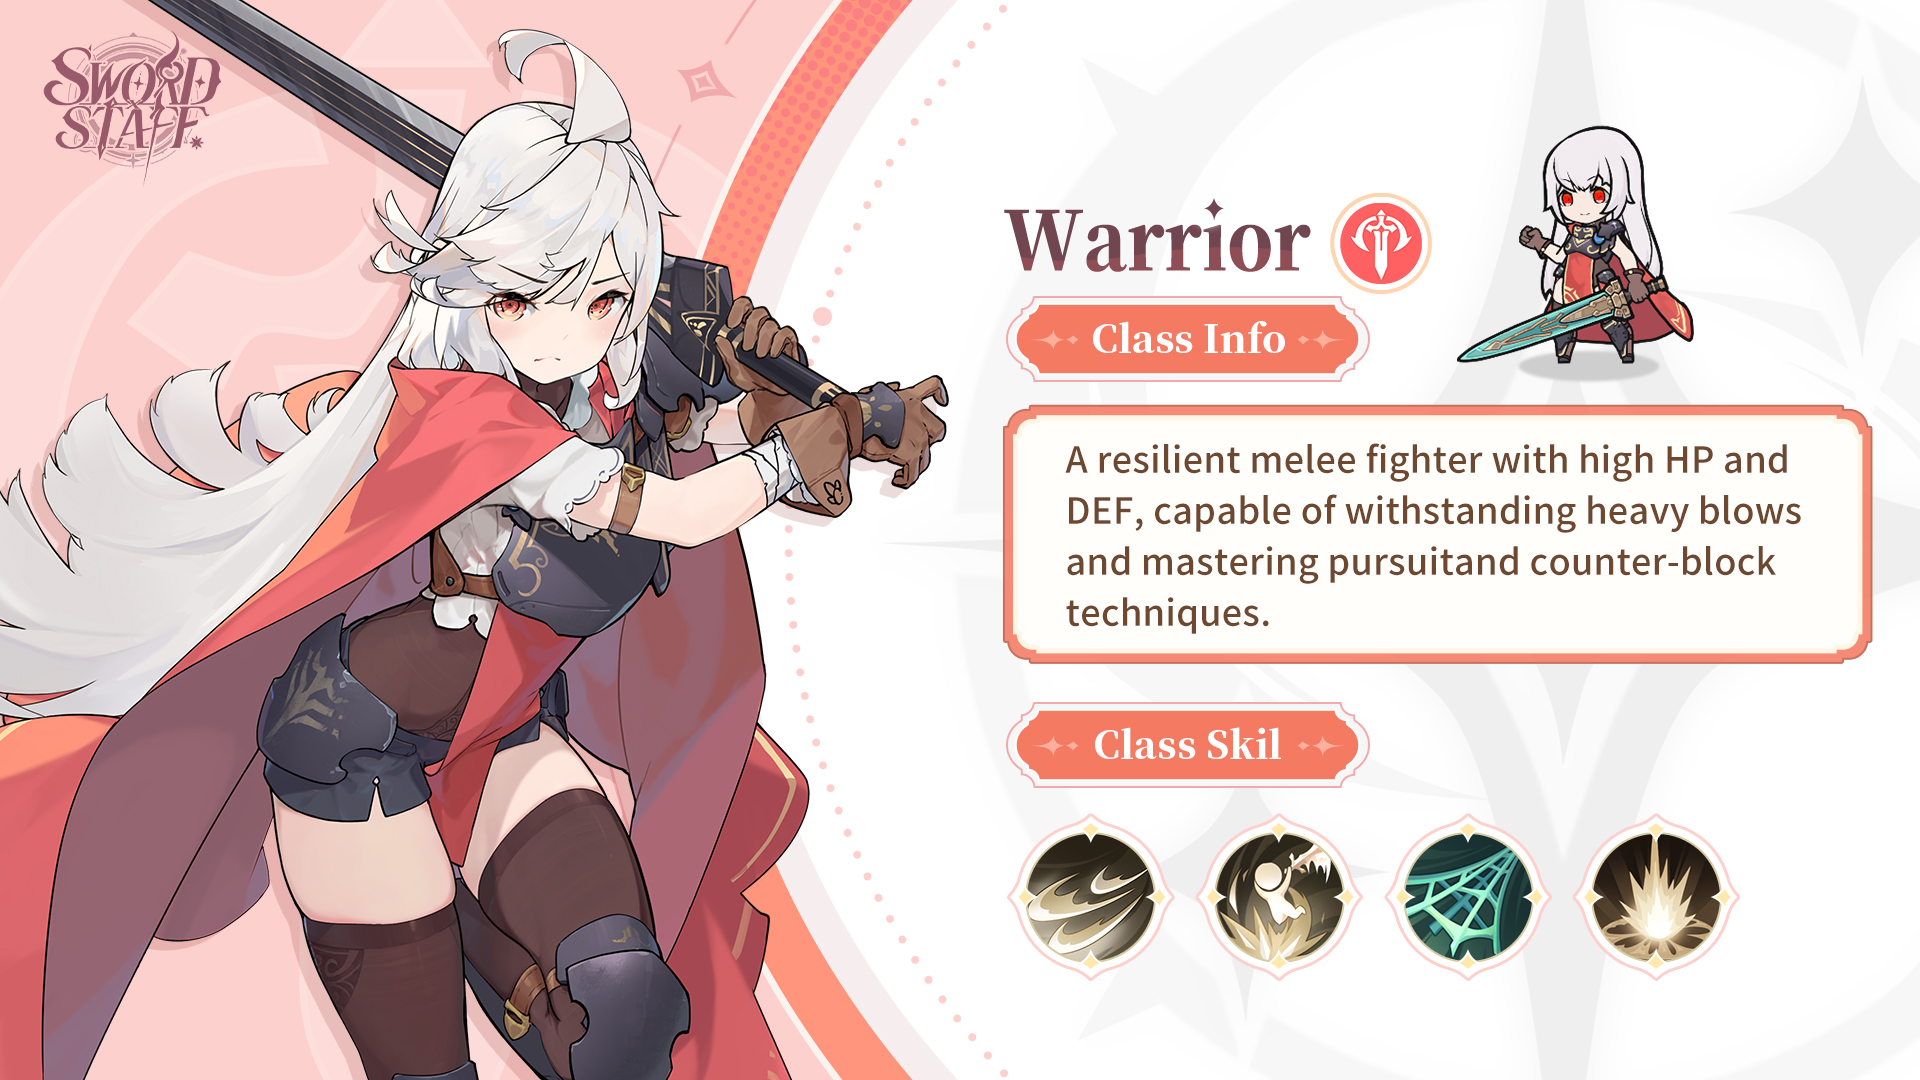 SWORD
STAFF
Warrior
Class Info
A resilient melee fighter with high HP and
DEF, capable of withstanding heavy blows
and mastering pursuitand counter-block
techniques.
Class Skil